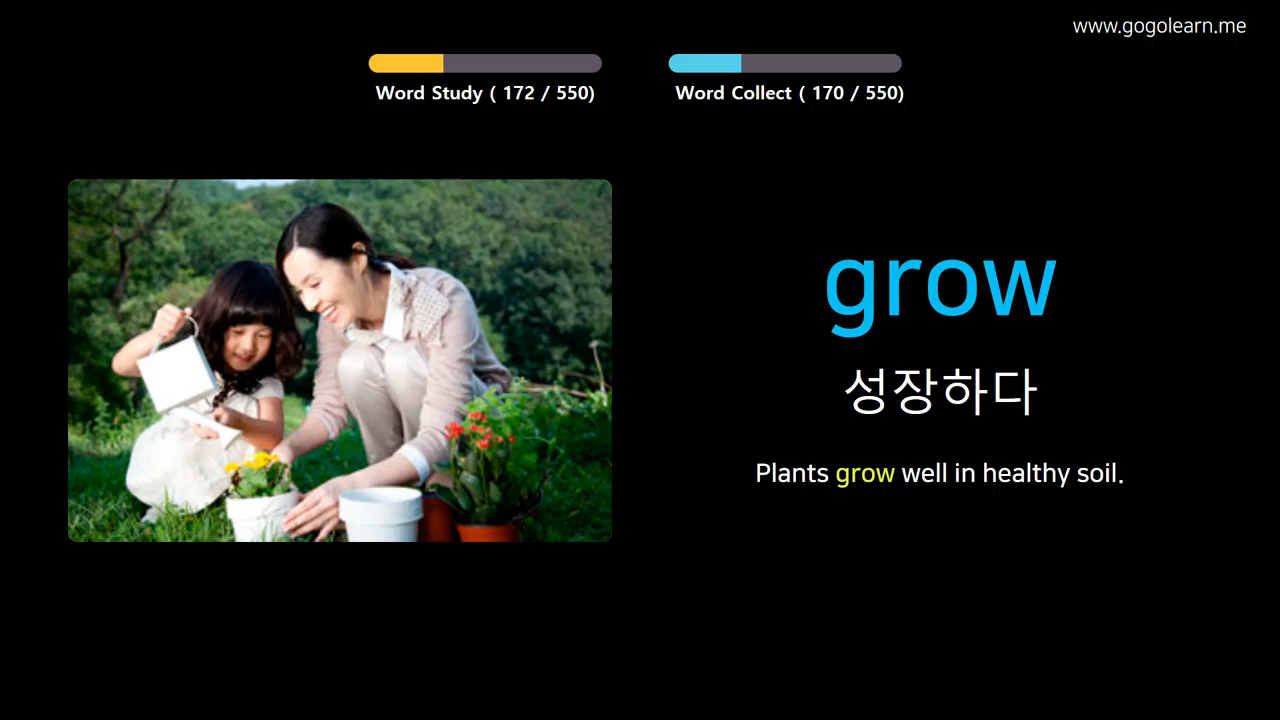 www.gogolearn.me
Word Study ( 172 / 550)
Word Collect ( 170 / 550)
grow
성장하다
Plants grow well in healthy soil.